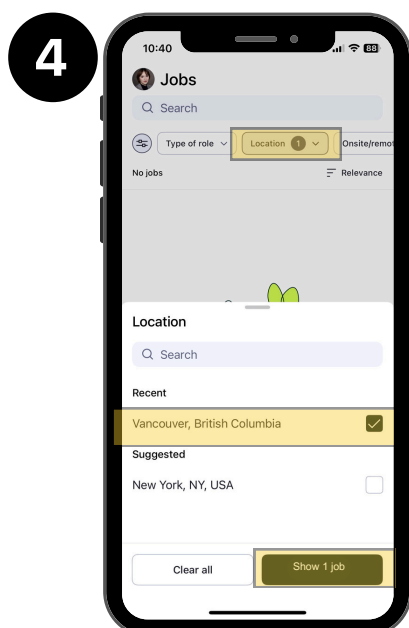 4
10:40
88
Jobs
Search
Type of role
Location 1
Onsite/remot
No jobs
Relevance
Location
Search
Recent
Vancouver, British Columbia
Suggested
New York, NY, USA
Clear all
Show 1 job